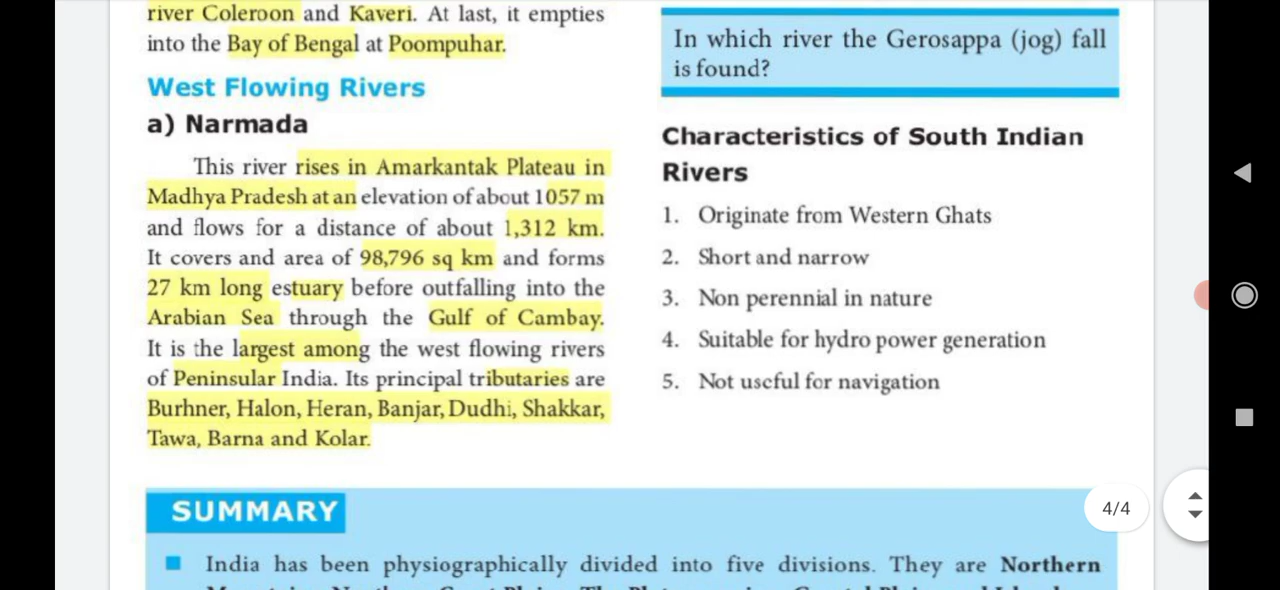 river Coleroon and Kaveri. At last, it empties
into the Bay of Bengal at Poompuhar.
West Flowing Rivers
a) Narmada
This river rises in Amarkantak Plateau in
Madhya Pradesh at an elevation of about 1057 m
and flows for a distance of about 1,312 km.
It covers and area of 98,796 sq km and forms
27 km long estuary before outfalling into the
Arabian Sea through the Gulf of Cambay.
It is the largest among the west flowing rivers
of Peninsular India. Its principal tributaries are
Burhner, Halon, Heran, Banjar, Dudhi, Shakkar,
Tawa, Barna and Kolar.
In which river the Gerosappa (jog) fall
is found?
Characteristics of South Indian
Rivers
1. Originate from Western Ghats
2. Short and narrow
3. Non perennial in nature
4. Suitable for hydro power generation
5. Not useful for navigation
4/4
SUMMARY
India has been physiographically divided into five divisions. They are Northern